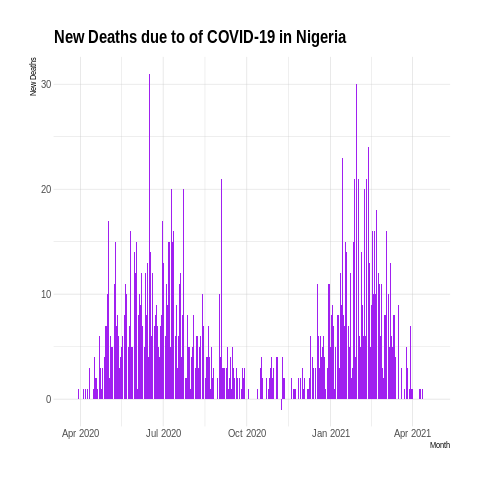 New Deaths due to of COVID-19 in Nigeria
New Deaths
30
20
10
0
Apr 2020 Jul 2020 Oct 2020 Jan 2021 Apr 2021
Month